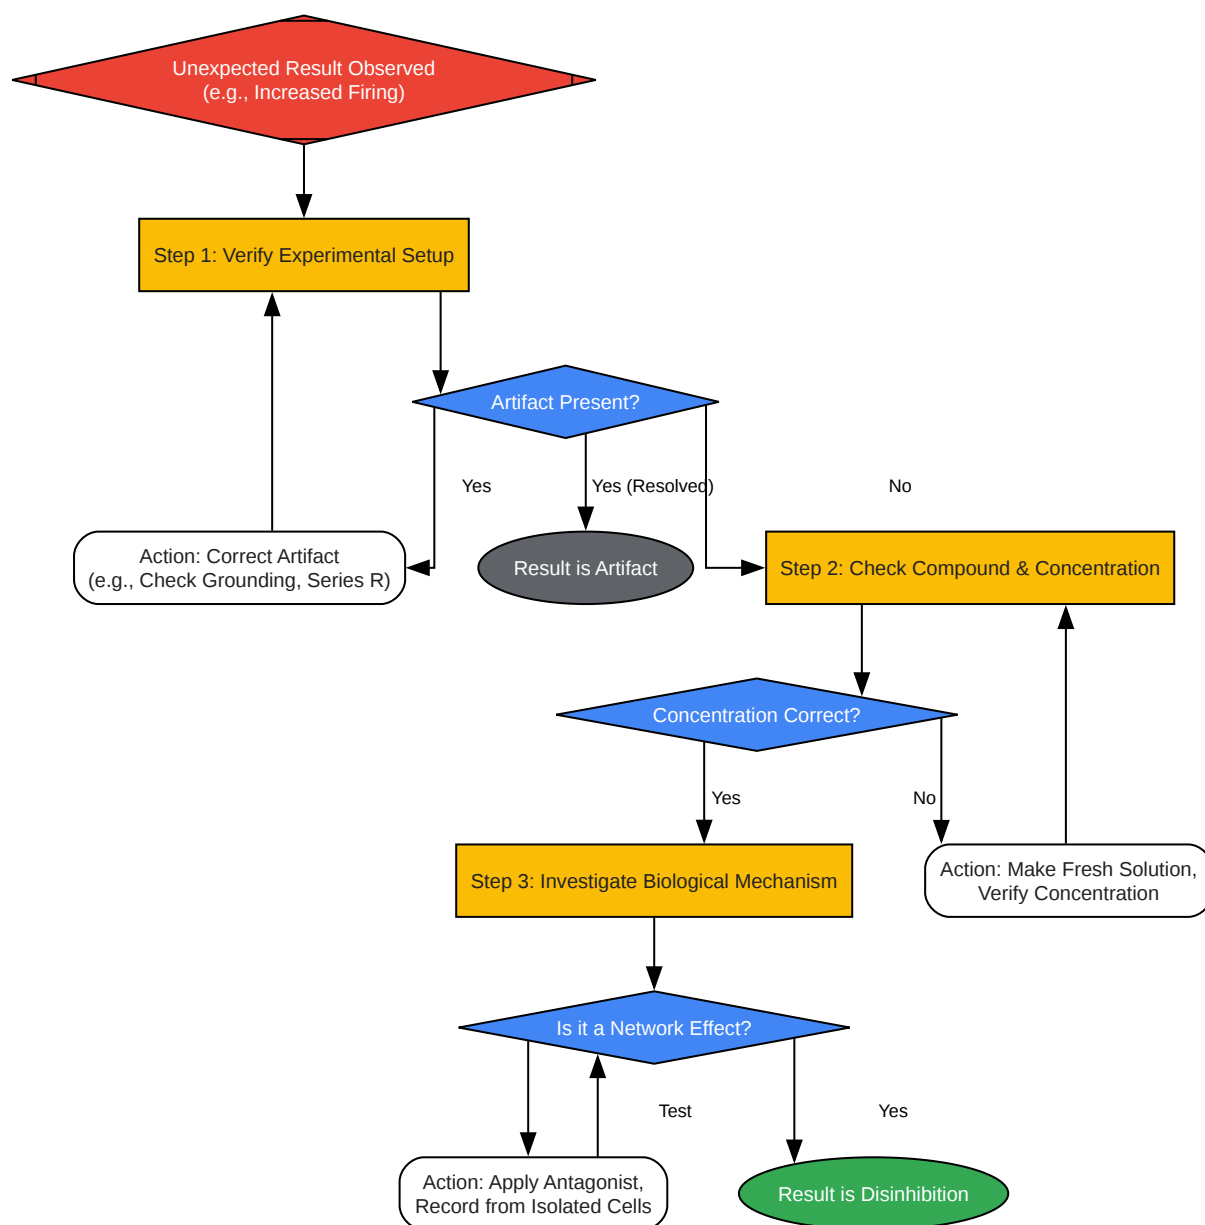 Unexpected Result Observed
(e.g., Increased Firing)
Step 1: Verify Experimental Setup
Artifact Present?
Yes
Yes (Resolved)
No
Action: Correct Artifact
(e.g., Check Grounding, Series R)
Result is Artifact
Step 2: Check Compound & Concentration
Concentration Correct?
Yes
No
Step 3: Investigate Biological Mechanism
Action: Make Fresh Solution,
Verify Concentration
Is it a Network Effect?
Test
Yes
Action: Apply Antagonist,
Record from Isolated Cells
Result is Disinhibition